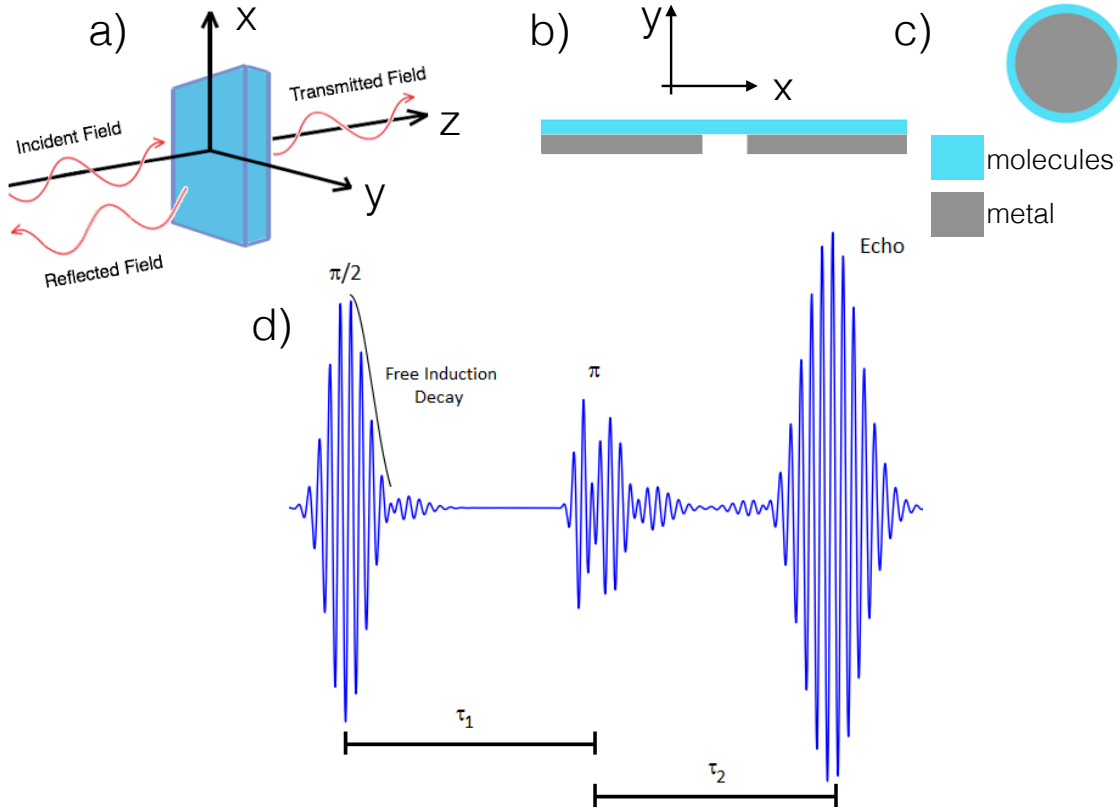 a)
x
Transmitted Field
z
Incident Field
y
Reflected Field
b)
y
x
c)
molecules
metal
d)
π/2
Free Induction
Decay
π
Echo
τ1
τ2